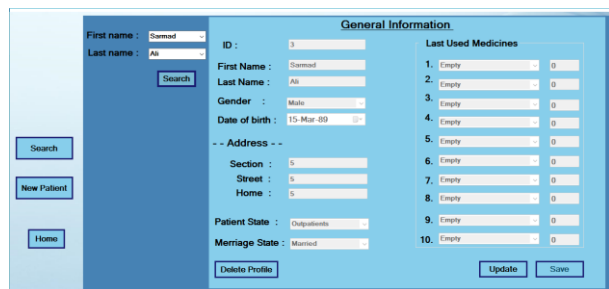 First name : Sarmad
Last name : Ali
Search
Search
New Patient
Home
General Information
ID : 3
First Name : Sarmad
Last Name : Ali
Gender : Male
Date of birth : 15-Mar-89
- - Address - -
Section : 5
Street : 5
Home : 5
Patient State : Outpatients
Merriage State : Married
Delete Profile
Last Used Medicines
1. Empty 0
2. Empty 0
3. Empty 0
4. Empty 0
5. Empty 0
6. Empty 0
7. Empty 0
8. Empty 0
9. Empty 0
10. Empty 0
Update Save